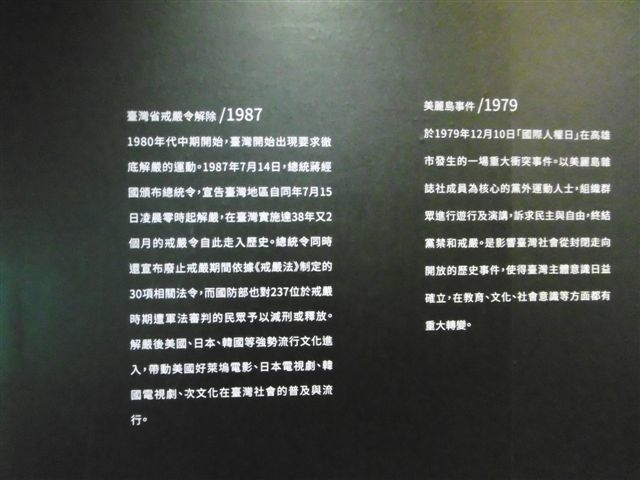 臺灣省戒嚴令解除/1987
1980年代中期開始，臺灣開始出現要求徹
底解嚴的運動。1987年7月14日，總統蔣經
國頒布總統令，宣告臺灣地區自同年7月15
日凌晨零時起解嚴，在臺灣實施達38年又2
個月的戒嚴令自此走入歷史。總統令同時
還宣布廢止戒嚴期間依據《戒嚴法》制定的
30項相關法令，而國防部也對237位於戒嚴
時期遭軍法審判的民眾予以減刑或釋放。
解嚴後美國、日本、韓國等強勢流行文化進
入，帶動美國好萊塢電影、日本電視劇、韓
國電視劇、次文化在臺灣社會的普及與流
行。
美麗島事件/1979
於1979年12月10日「國際人權日」在高雄
市發生的一場重大衝突事件。以美麗島雜
誌社成員為核心的黨外運動人士，組織群
眾進行遊行及演講，訴求民主與自由，終結
黨禁和戒嚴。是影響臺灣社會從封閉走向
開放的歷史事件，使得臺灣主體意識日益
確立，在教育、文化、社會意識等方面都有
重大轉變。